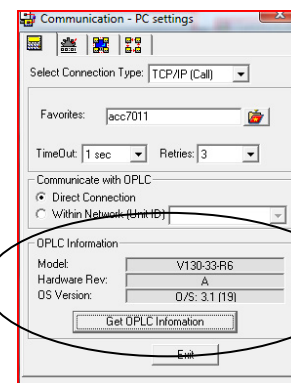 Communication - PC settings
Select Connection Type: TCP/IP (Call)
Favorites: acc7011
TimeOut: 1 sec Retries: 3
Communicate with OPLC
Direct Connection
Within Network (Unit ID)
OPLC Information
Model: V130-33-R6
Hardware Rev: A
OS Version: O/S: 3.1 (19)
Get OPLC Infomation
Exit